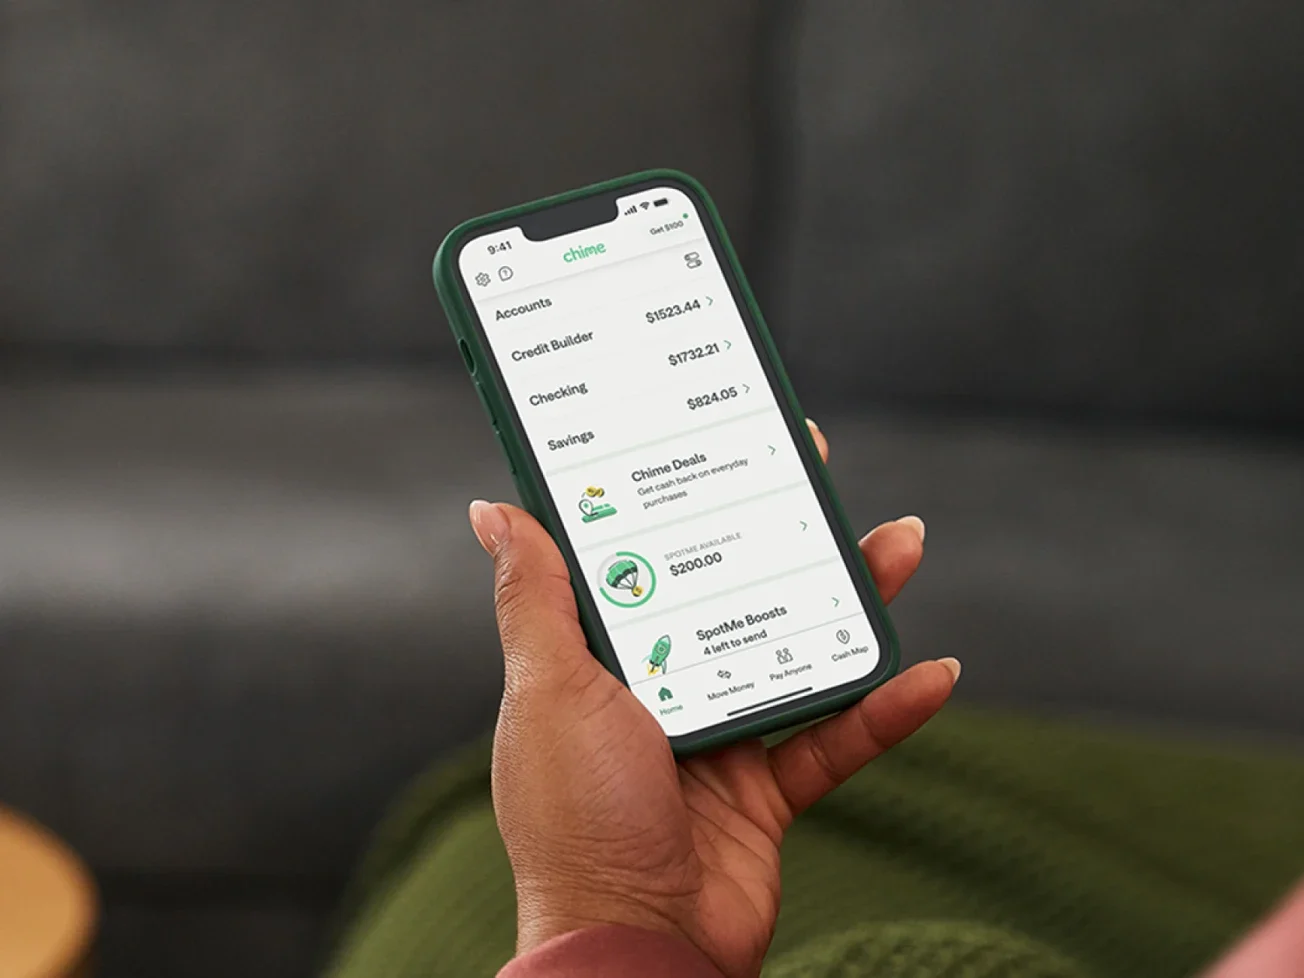 9:41
chime
Get $100
Accounts
Credit Builder $1523.44
Checking $1732.21
Savings $824.05
Chime Deals
Get cash back on everyday
purchases
SPOTME AVAILABLE
$200.00
SpotMe Boosts
4 left to send
Home Move Money Pay Anyone Cash Map